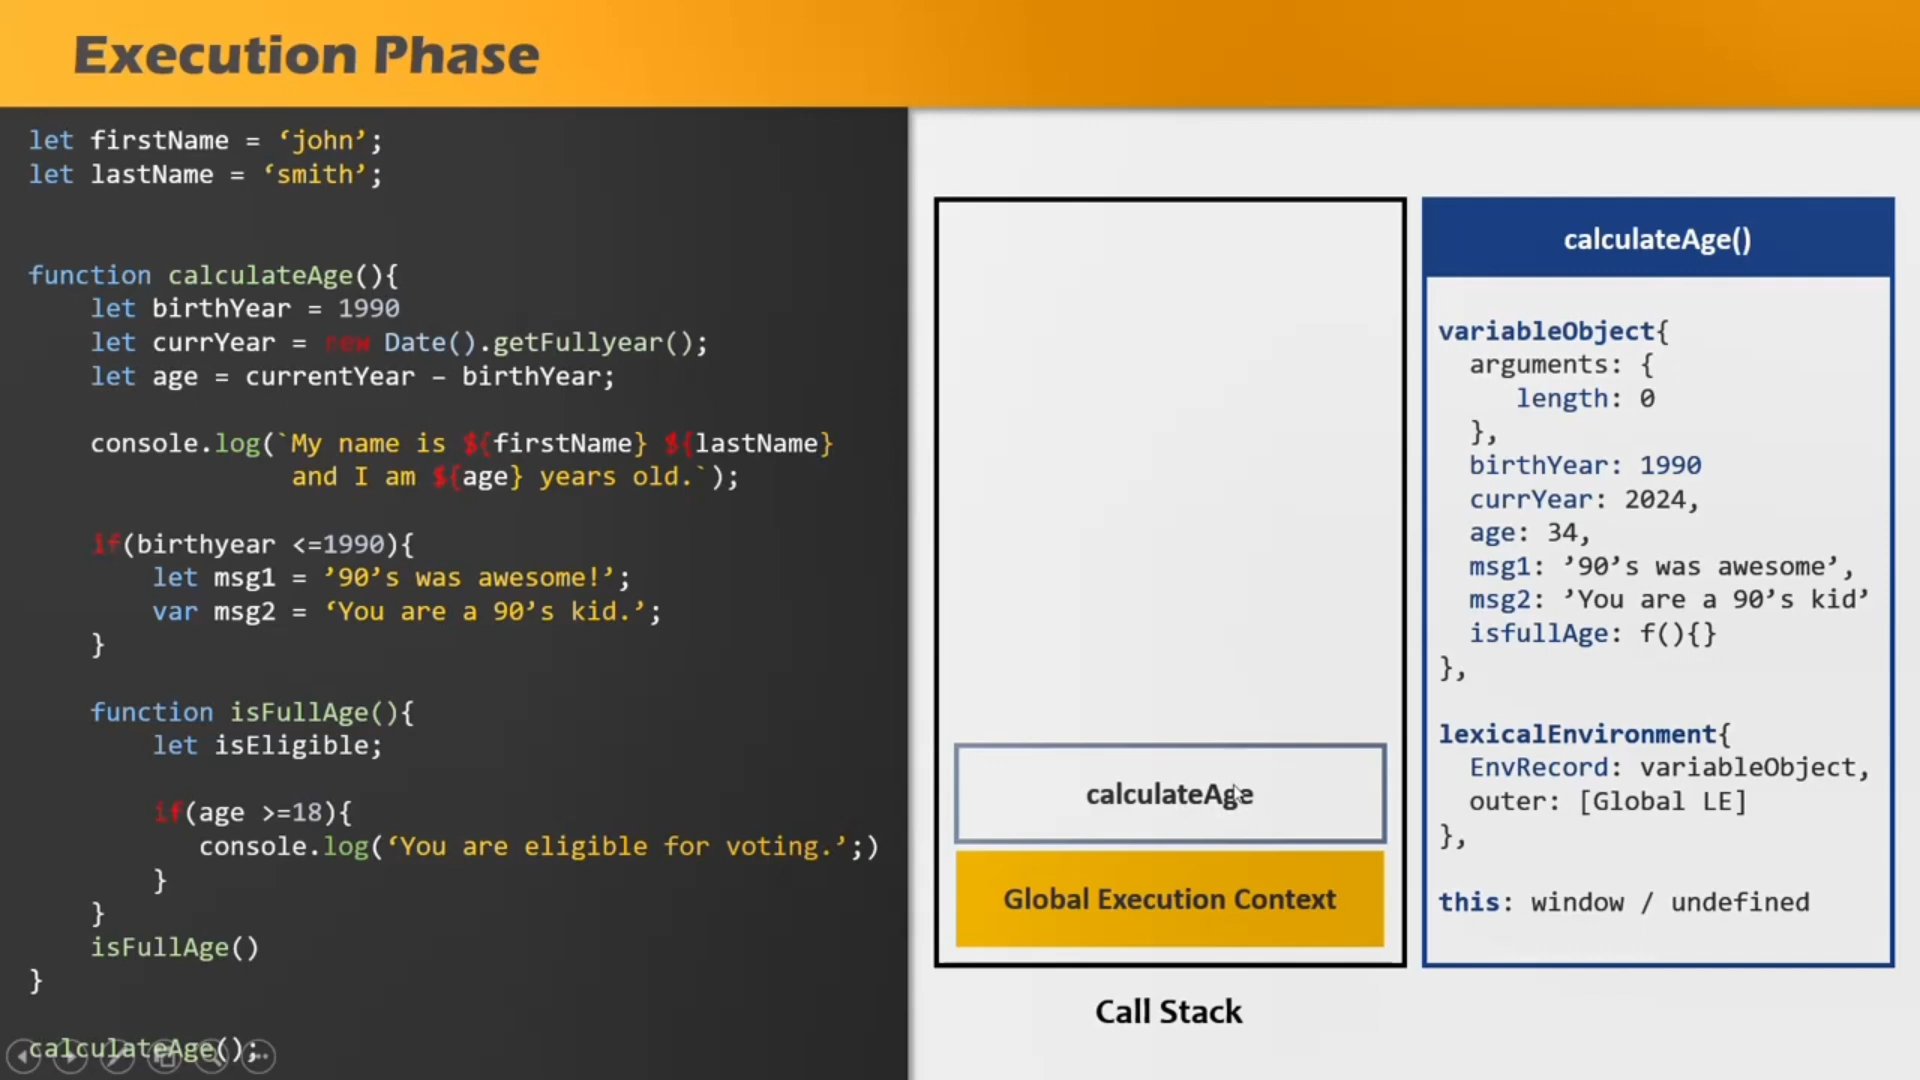 Execution Phase
let firstName = ‘john’;
let lastName = ‘smith’;
function calculateAge(){
let birthYear = 1990
let currYear = new Date().getFullyear();
let age = currentYear – birthYear;
console.log(`My name is ${firstName} ${lastName}
and I am ${age} years old.`);
if(birthyear <=1990){
let msg1 = ’90’s was awesome!’;
var msg2 = ‘You are a 90’s kid.’;
}
function isFullAge(){
let isEligible;
if(age >=18){
console.log(‘You are eligible for voting.’;)
}
}
isFullAge()
}
calculateAge();
calculateAge
Global Execution Context
Call Stack
calculateAge()
variableObject{
arguments: {
length: 0
},
birthYear: 1990
currYear: 2024,
age: 34,
msg1: ’90’s was awesome’,
msg2: ’You are a 90’s kid’
isfullAge: f(){}
},
lexicalEnvironment{
EnvRecord: variableObject,
outer: [Global LE]
},
this: window / undefined